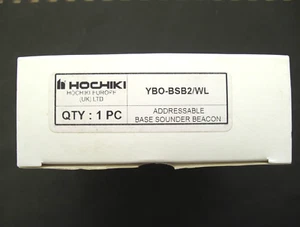 HOCHIKI
HOCHIKI EUROPE
(UK) LTD
YBO-BSB2/WL
QTY : 1 PC
ADDRESSABLE
BASE SOUNDER BEACON